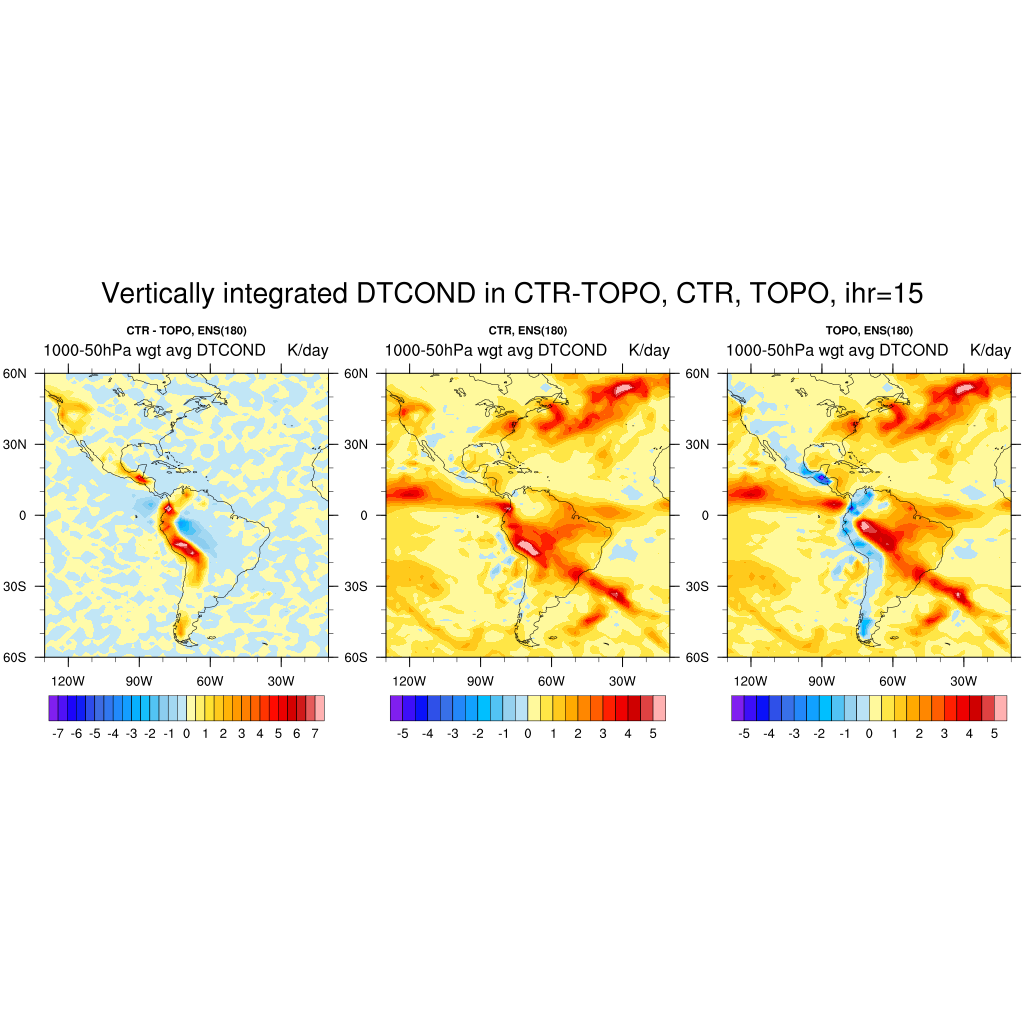 Vertically integrated DTCOND in CTR-TOPO, CTR, TOPO, ihr=15
CTR - TOPO, ENS(180)
1000-50hPa wgt avg DTCOND K/day
60N
30N
0
30S
60S
120W 90W 60W 30W
-7 -6 -5 -4 -3 -2 -1 0 1 2 3 4 5 6 7
CTR, ENS(180)
1000-50hPa wgt avg DTCOND K/day
60N
30N
0
30S
60S
120W 90W 60W 30W
-5 -4 -3 -2 -1 0 1 2 3 4 5
TOPO, ENS(180)
1000-50hPa wgt avg DTCOND K/day
60N
30N
0
30S
60S
120W 90W 60W 30W
-5 -4 -3 -2 -1 0 1 2 3 4 5